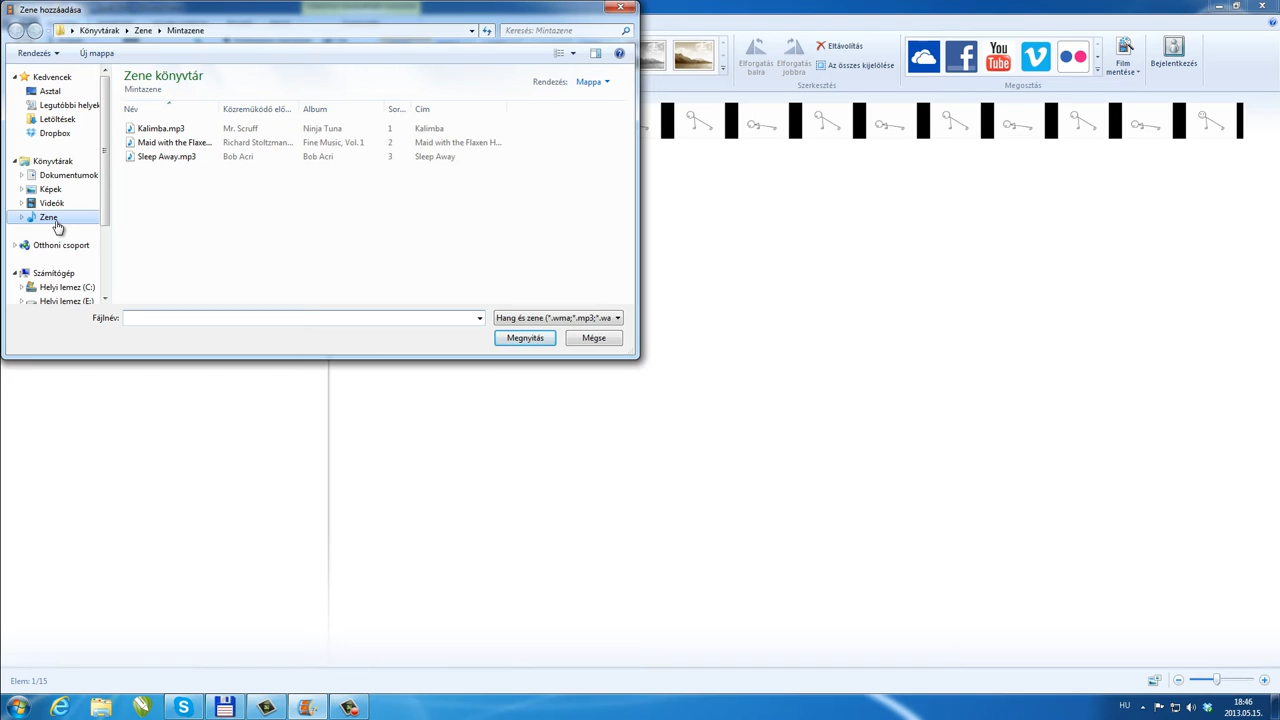 Zene hozzáadása
Könyvtárak Zene Mintazene
Keresés: Mintazene
Rendezés Új mappa
Kedvencek
Asztal
Legutóbbi helyek
Letöltések
Dropbox
Könyvtárak
Dokumentumok
Képek
Videók
Zene
Otthoni csoport
Számítógép
Helyi lemez (C:)
Helyi lemez (E:)
Zene könyvtár
Mintazene
Rendezés: Mappa
Név Közreműködő elő... Album Sor... Cím
Kalimba.mp3 Mr. Scruff Ninja Tuna 1 Kalimba
Maid with the Flaxe... Richard Stoltzman... Fine Music, Vol. 1 2 Maid with the Flaxen H...
Sleep Away.mp3 Bob Acri Bob Acri 3 Sleep Away
Fájlnév:
Hang és zene (*.wma;*.mp3;*.wa
Megnyitás Mégse
Elforgatás balra
Elforgatás jobbra
Eltávolítás
Az összes kijelölése
Szerkesztés
You Tube
Film mentése
Bejelentkezés
Megosztás
Elem: 1/15
HU
18:46
2013.05.15.